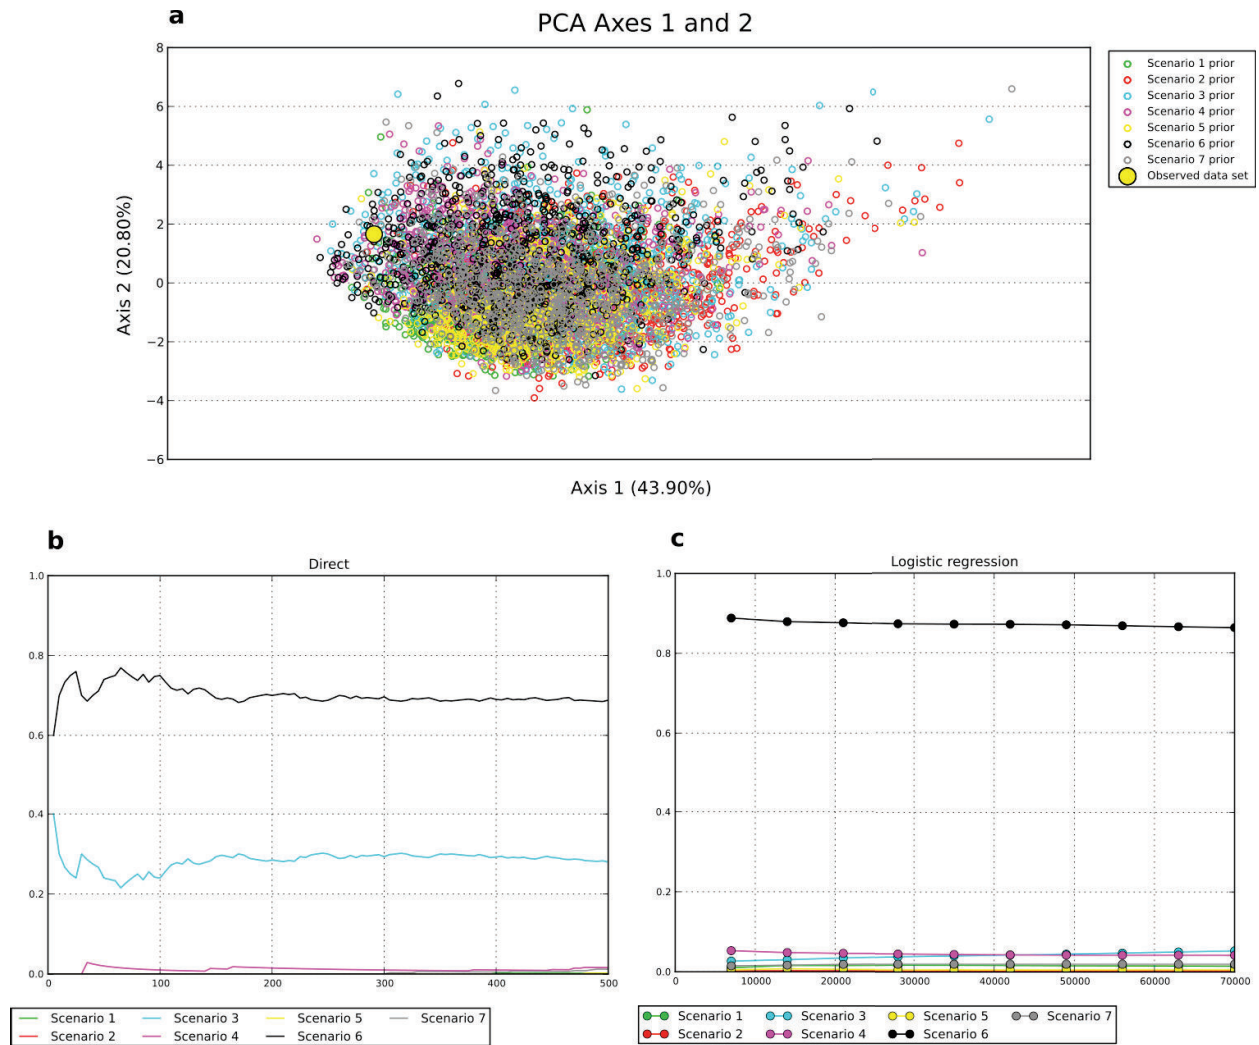 a
PCA Axes 1 and 2
8
6
4
2
0
−2
−4
−6
Axis 2 (20.80%)
Axis 1 (43.90%)
Scenario 1 prior
Scenario 2 prior
Scenario 3 prior
Scenario 4 prior
Scenario 5 prior
Scenario 6 prior
Scenario 7 prior
Observed data set
b
Direct
1.0
0.8
0.6
0.4
0.2
0.0
0 100 200 300 400 500
Scenario 1 Scenario 3 Scenario 5 Scenario 7
Scenario 2 Scenario 4 Scenario 6
c
Logistic regression
1.0
0.8
0.6
0.4
0.2
0.0
0 10000 20000 30000 40000 50000 60000 70000
Scenario 1 Scenario 3 Scenario 5 Scenario 7
Scenario 2 Scenario 4 Scenario 6